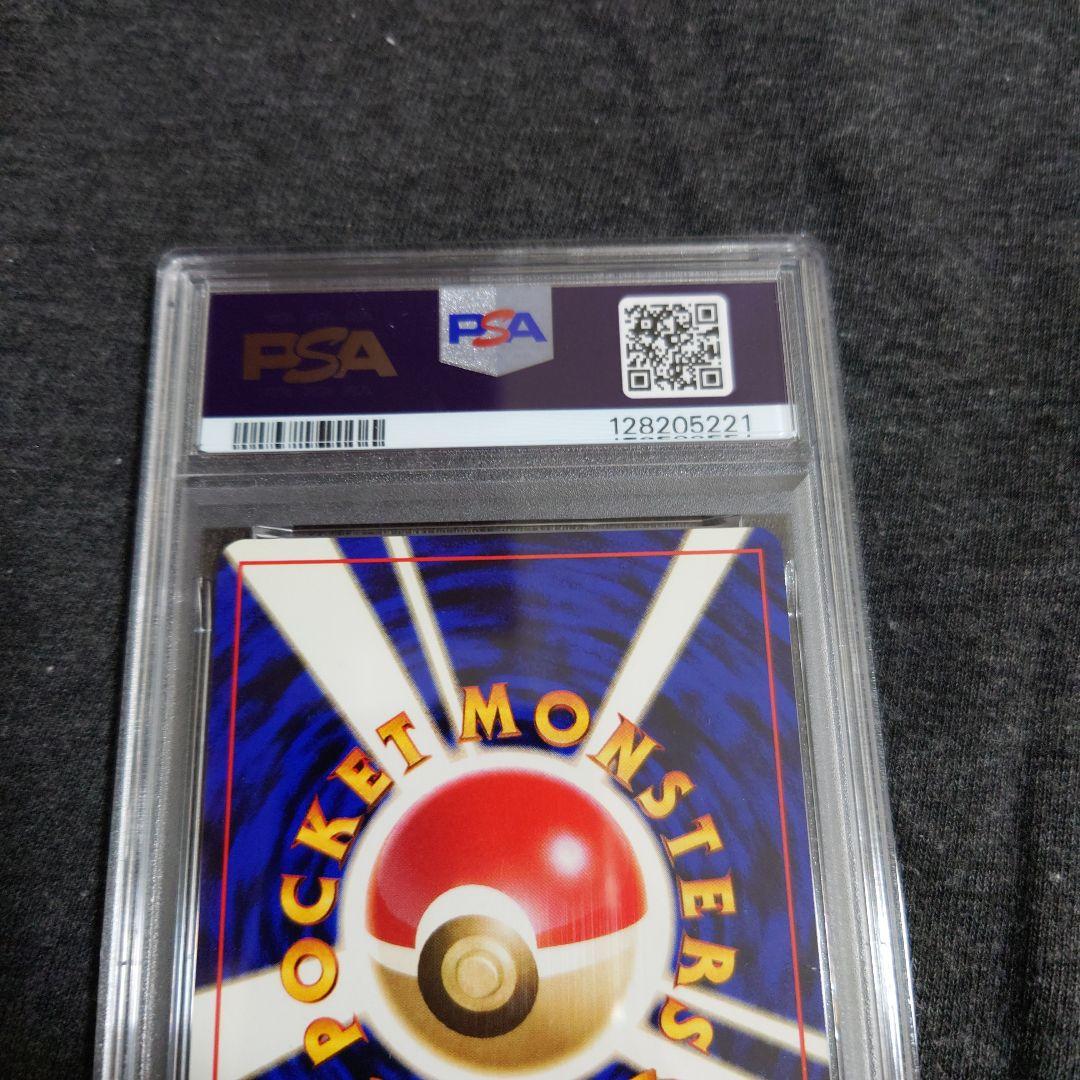 PSA
PSA
128205221
POCKET MONSTERS